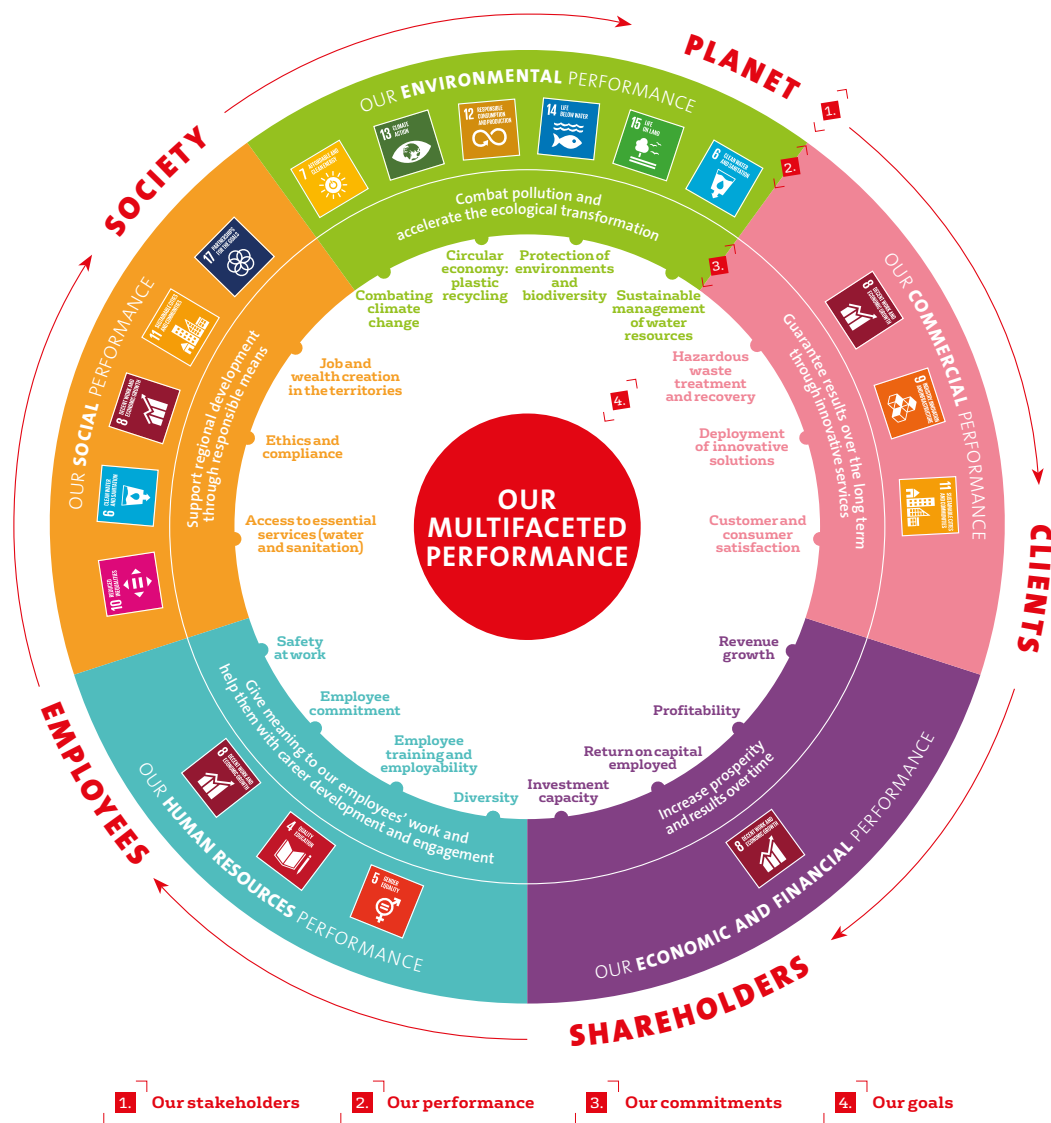 PLANET
1.
OUR ENVIRONMENTAL PERFORMANCE
7 AFFORDABLE AND
CLEAN ENERGY
13 CLIMATE
ACTION
12 RESPONSIBLE
CONSUMPTION
AND PRODUCTION
14 LIFE
BELOW WATER
15 LIFE
ON LAND
6 CLEAN WATER
AND SANITATION
2.
Combat pollution and
accelerate the ecological transformation
3.
Combating
climate
change
Circular
economy:
plastic
recycling
Protection of
environments
and
biodiversity
Sustainable
management
of water
resources
CLIENTS
OUR COMMERCIAL PERFORMANCE
8 DECENT WORK AND
ECONOMIC GROWTH
9 INDUSTRY, INNOVATION
AND INFRASTRUCTURE
11 SUSTAINABLE CITIES
AND COMMUNITIES
Guarantee results over the long term
through innovative services
Hazardous
waste
treatment
and recovery
Deployment
of innovative
solutions
Customer and
consumer
satisfaction
SHAREHOLDERS
OUR ECONOMIC AND FINANCIAL PERFORMANCE
8 DECENT WORK AND
ECONOMIC GROWTH
Increase prosperity
and results over time
Revenue
growth
Profitability
Return on capital
employed
Investment
capacity
EMPLOYEES
OUR HUMAN RESOURCES PERFORMANCE
8 DECENT WORK AND
ECONOMIC GROWTH
4 QUALITY
EDUCATION
5 GENDER
EQUALITY
Give meaning to our employees' work and
help them with career development and engagement
Safety
at work
Employee
commitment
Employee
training and
employability
Diversity
SOCIETY
OUR SOCIAL PERFORMANCE
17 PARTNERSHIPS
FOR THE GOALS
11 SUSTAINABLE CITIES
AND COMMUNITIES
8 DECENT WORK AND
ECONOMIC GROWTH
6 CLEAN WATER
AND SANITATION
10 REDUCED
INEQUALITIES
Support regional development
through responsible means
Job and
wealth creation
in the territories
Ethics and
compliance
Access to essential
services (water
and sanitation)
4.
OUR
MULTIFACETED
PERFORMANCE
1. Our stakeholders
2. Our performance
3. Our commitments
4. Our goals